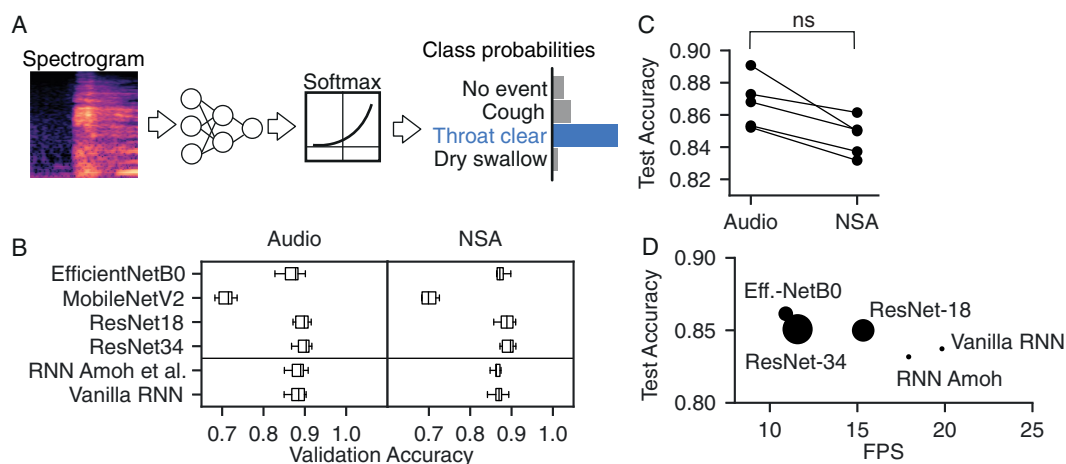 A
Spectrogram
Softmax
Class probabilities
No event
Cough
Throat clear
Dry swallow
B
Audio
NSA
EfficientNetB0
MobileNetV2
ResNet18
ResNet34
RNN Amoh et al.
Vanilla RNN
0.7 0.8 0.9 1.0 0.7 0.8 0.9 1.0
Validation Accuracy
C
ns
0.90
0.88
0.86
0.84
0.82
Test Accuracy
Audio
NSA
D
0.90
0.85
0.80
Test Accuracy
Eff.-NetB0
ResNet-18
ResNet-34
Vanilla RNN
RNN Amoh
10 15 20 25
FPS